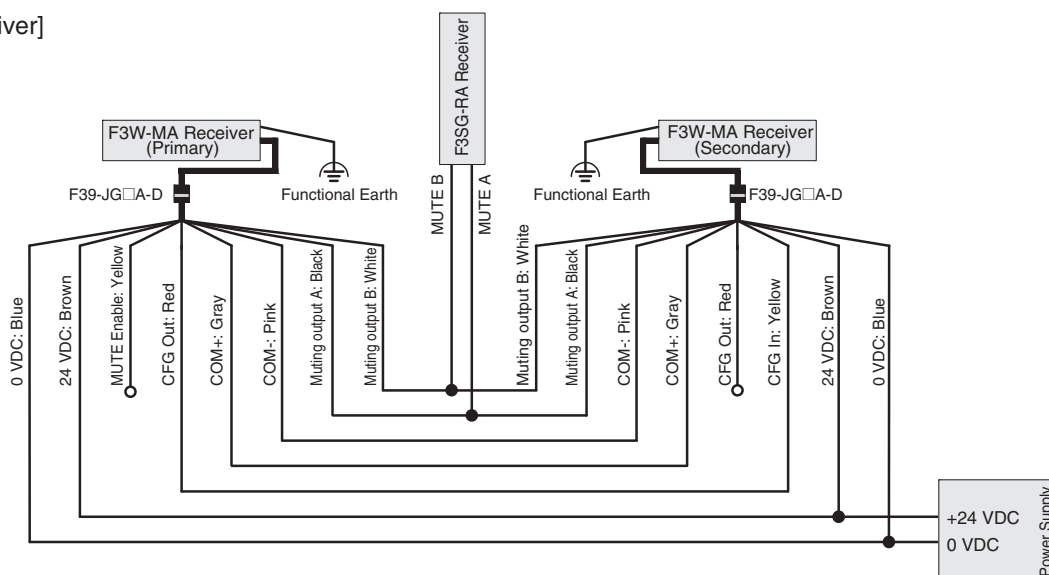 iver]
F3SG-RA Receiver
F3W-MA Receiver
(Primary)
F3W-MA Receiver
(Secondary)
F39-JG□A-D
Functional Earth
MUTE B
MUTE A
Functional Earth
F39-JG□A-D
0 VDC: Blue
24 VDC: Brown
MUTE Enable: Yellow
CFG Out: Red
COM+: Gray
COM-: Pink
Muting output A: Black
Muting output B: White
Muting output B: White
Muting output A: Black
COM-: Pink
COM+: Gray
CFG Out: Red
CFG In: Yellow
24 VDC: Brown
0 VDC: Blue
+24 VDC
0 VDC
Power Supply